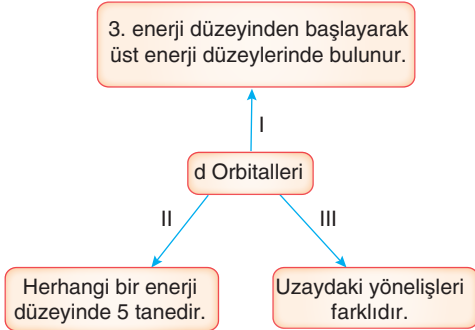 3. enerji düzeyinden başlayarak
üst enerji düzeylerinde bulunur.
I
d Orbitalleri
II
III
Herhangi bir enerji
düzeyinde 5 tanedir.
Uzaydaki yönelişleri
farklıdır.